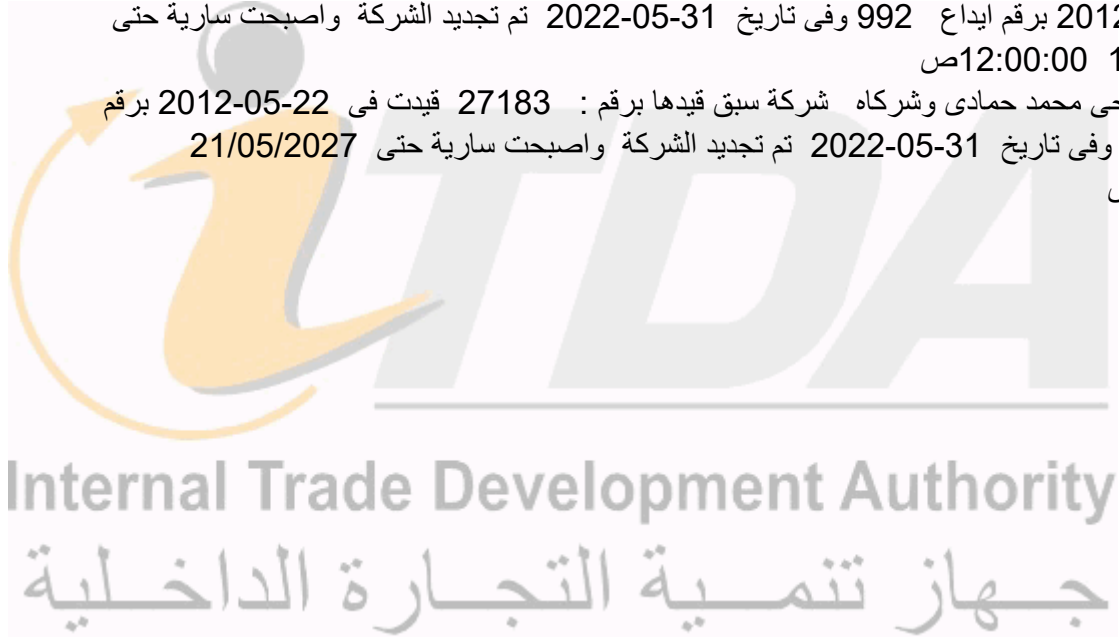 2012 برقم ايداع 992 وفى تاريخ 31-05-2022 تم تجديد الشركة واصبحت سارية حتى
12:00:00ص
محمد حمادى وشركاه شركة سبق قيدها برقم : 27183 قيدت فى 22-05-2012 برقم
وفى تاريخ 31-05-2022 تم تجديد الشركة واصبحت سارية حتى 21/05/2027
iTDA
Internal Trade Development Authority
جهاز تنمية التجارة الداخلية